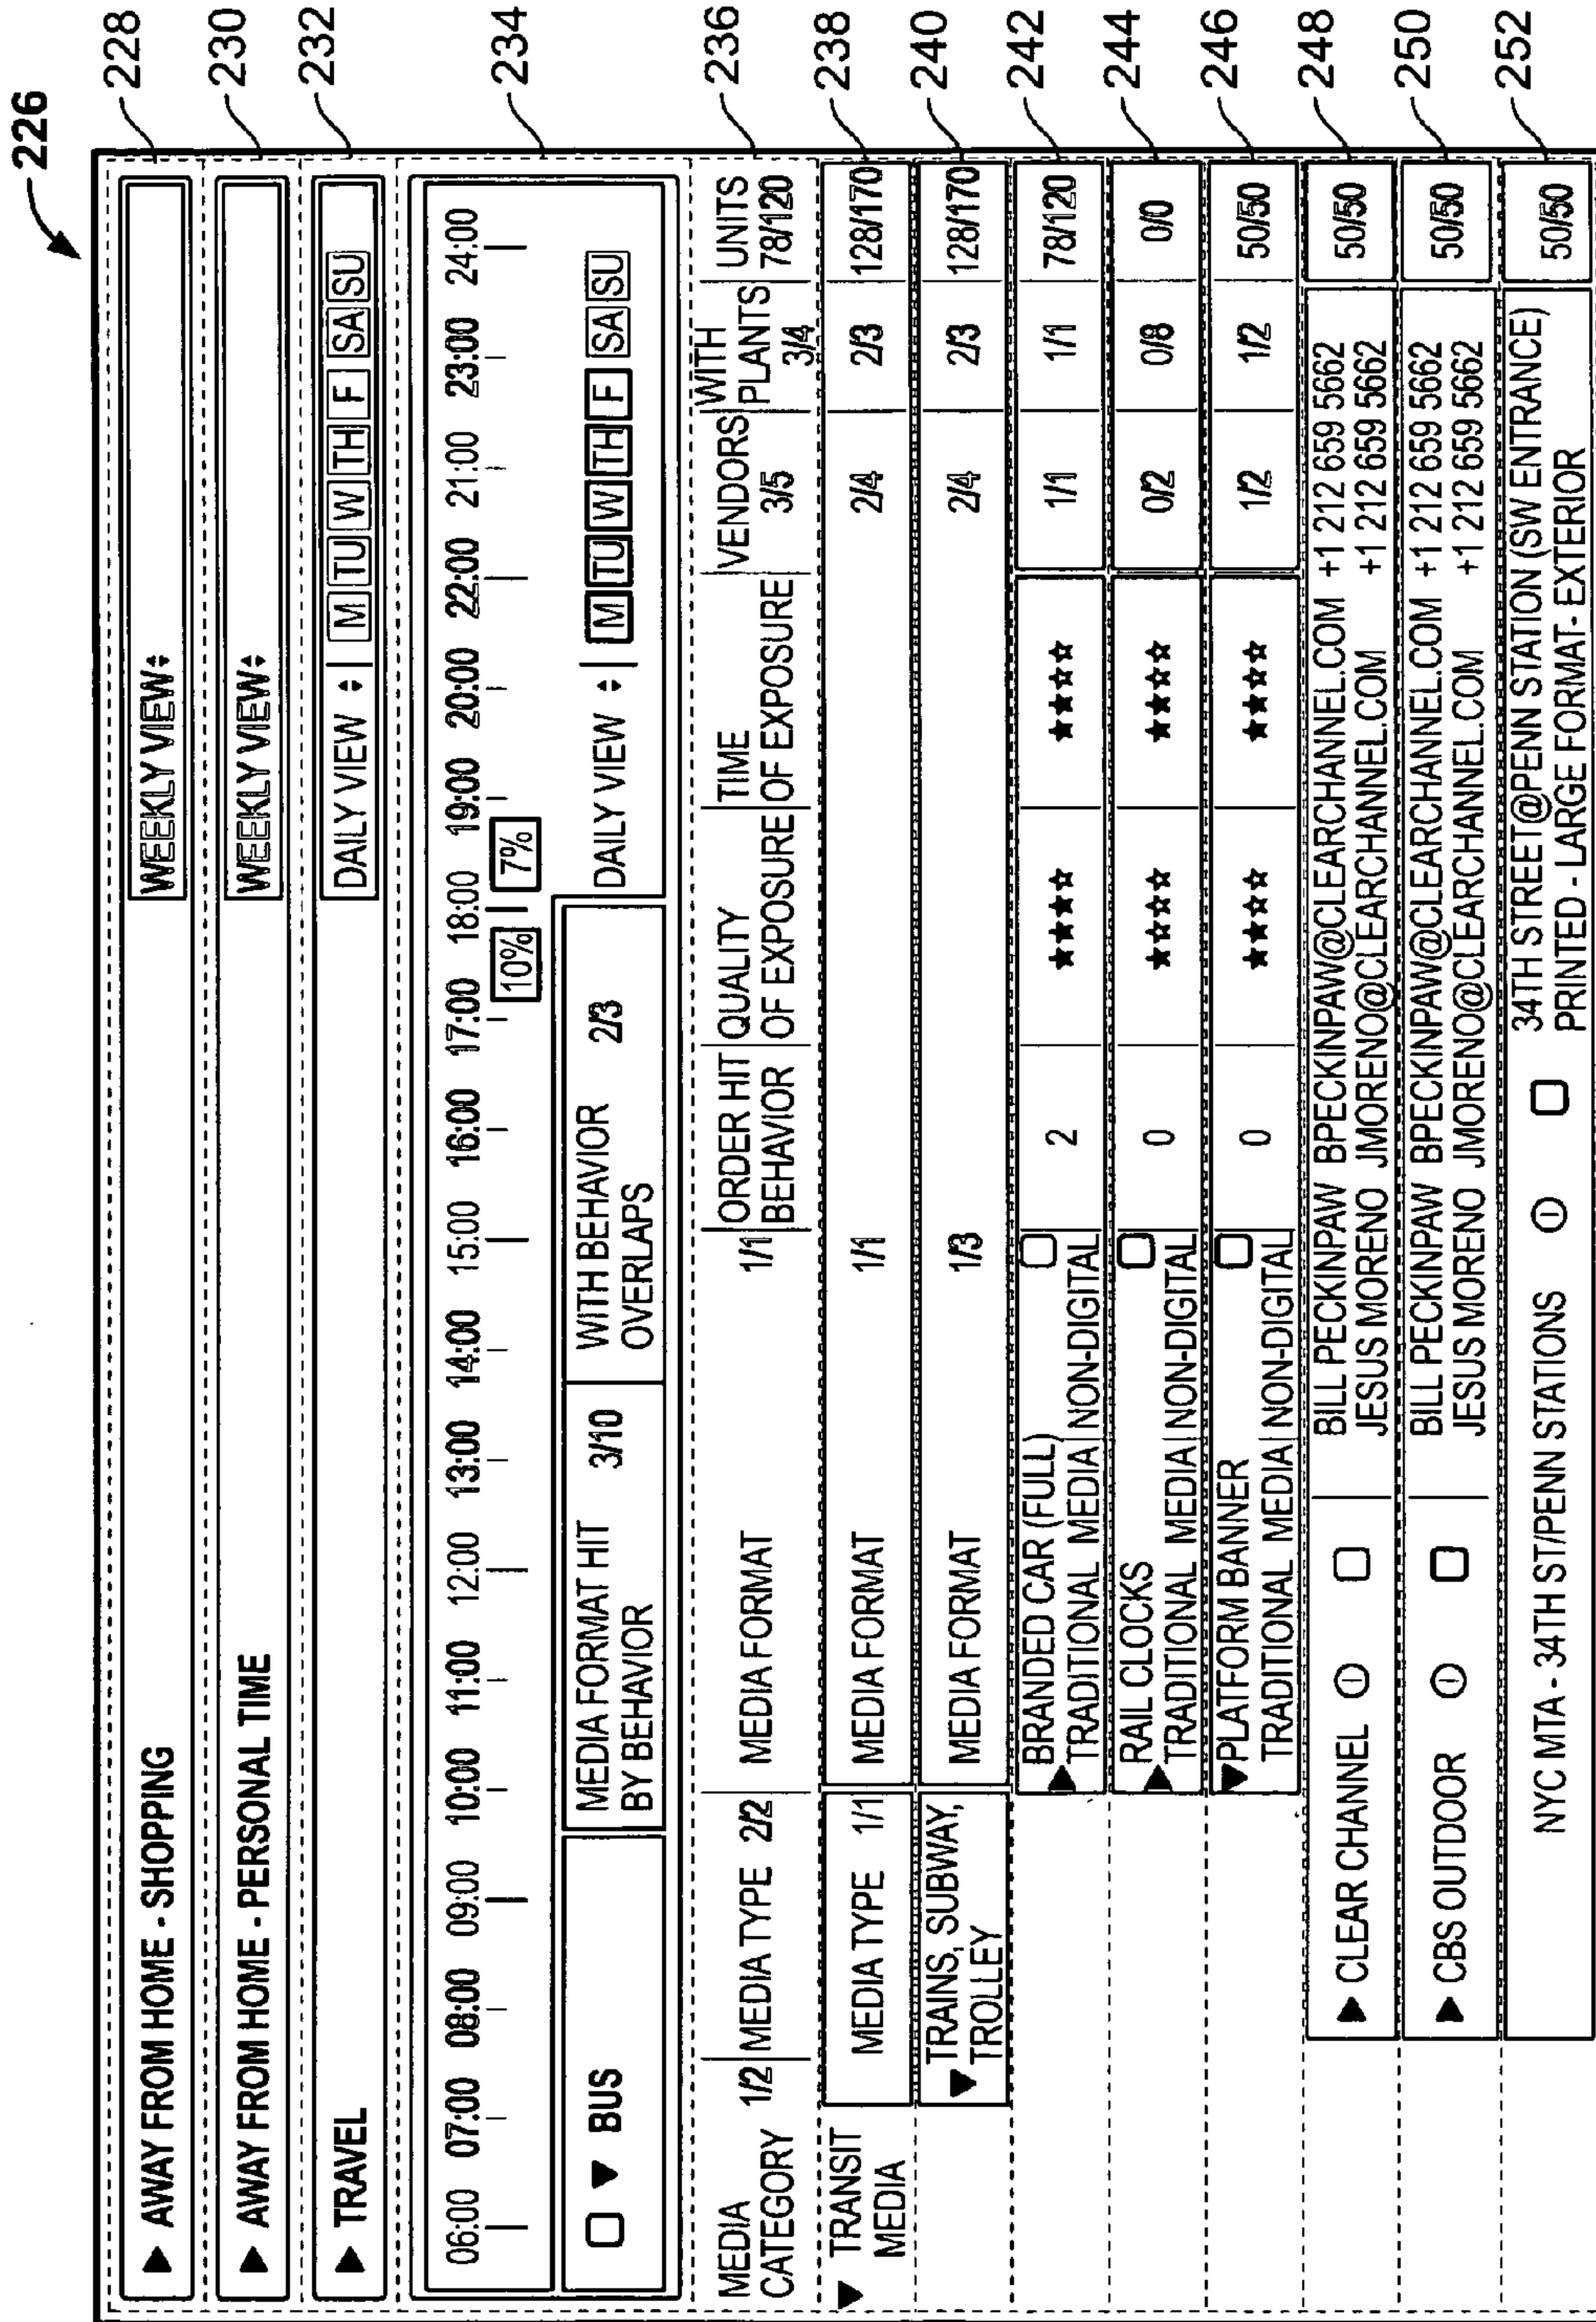 226
▶ AWAY FROM HOME - SHOPPING WEEKLY VIEW 228
▶ AWAY FROM HOME - PERSONAL TIME WEEKLY VIEW 230
▶ TRAVEL DAILY VIEW M TU W TH F SA SU 232
06:00 07:00 08:00 09:00 10:00 11:00 12:00 13:00 14:00 15:00 16:00 17:00 18:00 19:00 20:00 22:00 21:00 23:00 24:00
10% 7%
234
▼ BUS
MEDIA FORMAT HIT 3/10
BY BEHAVIOR
WITH BEHAVIOR 2/3
OVERLAPS
DAILY VIEW M TU W TH F SA SU
MEDIA
CATEGORY 1/2
MEDIA TYPE 2/2
MEDIA FORMAT 1/1
ORDER HIT
BEHAVIOR
QUALITY
OF EXPOSURE
TIME
OF EXPOSURE
VENDORS
3/5
WITH
PLANTS
3/4
UNITS
78/120
236
▼ TRANSIT
MEDIA
MEDIA TYPE 1/1 MEDIA FORMAT 1/1 2/4 2/3 128/170 238
▼ TRAINS, SUBWAY,
TROLLEY
MEDIA FORMAT 1/3 2/4 2/3 128/170 240
BRANDED CAR (FULL)
TRADITIONAL MEDIA NON-DIGITAL
2 1/1 1/1 78/120 242
RAIL CLOCKS
TRADITIONAL MEDIA NON-DIGITAL
0 0/2 0/8 0/0 244
▼ PLATFORM BANNER
TRADITIONAL MEDIA NON-DIGITAL
0 1/2 1/2 50/50 246
▶ CLEAR CHANNEL
BILL PECKINPAW BPECKINPAW@CLEARCHANNEL.COM +1 212 659 5662
JESUS MORENO JMORENO@CLEARCHANNEL.COM +1 212 659 5662
50/50 248
▶ CBS OUTDOOR
BILL PECKINPAW BPECKINPAW@CLEARCHANNEL.COM +1 212 659 5662
JESUS MORENO JMORENO@CLEARCHANNEL.COM +1 212 659 5662
50/50 250
NYC MTA - 34TH ST/PENN STATIONS
34TH STREET@PENN STATION (SW ENTRANCE)
PRINTED - LARGE FORMAT- EXTERIOR
50/50 252